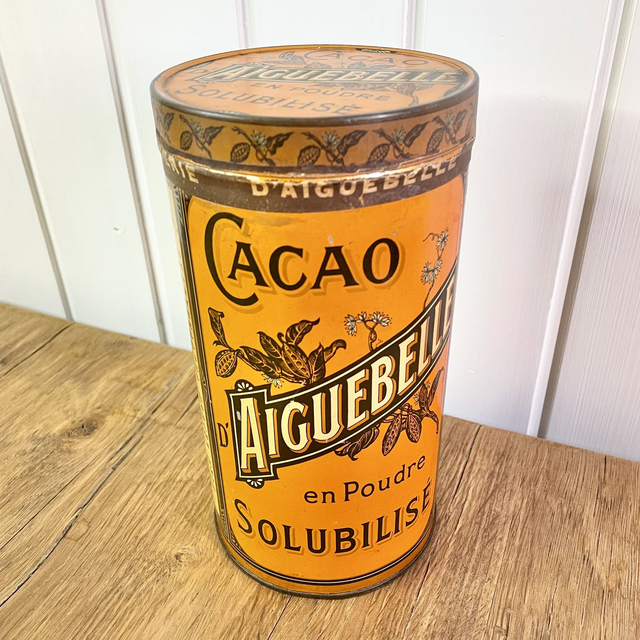 CACAO
D'AIGUEBELLE
EN POUDRE
SOLUBILISÉ
D'AIGUEBELLE
CACAO
D'AIGUEBELLE
en Poudre
SOLUBILISÉ